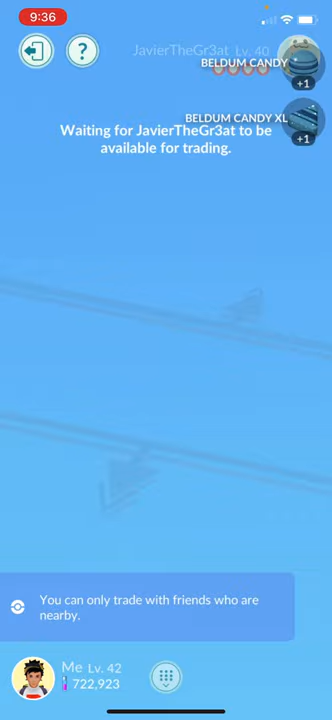 9:36
JavierTheGr3at Lv. 40
BELDUM CANDY
+1
BELDUM CANDY XL
+1
Waiting for JavierTheGr3at to be
available for trading.
You can only trade with friends who are
nearby.
Me Lv. 42
722,923